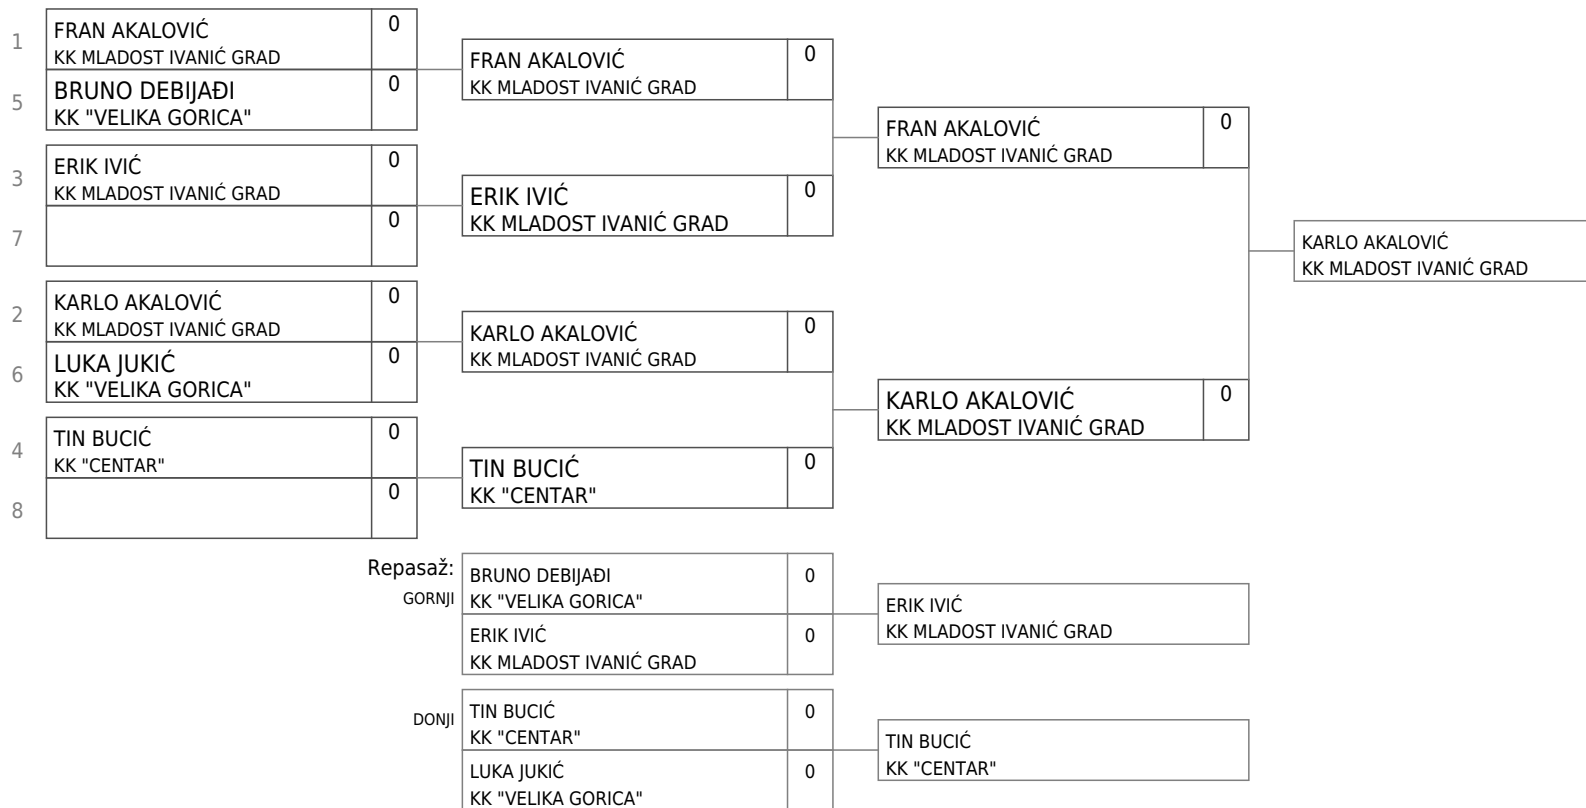 1
FRAN AKALOVIĆ
0
KK MLADOST IVANIĆ GRAD
5
BRUNO DEBIJAĐI
0
KK "VELIKA GORICA"
3
ERIK IVIĆ
0
KK MLADOST IVANIĆ GRAD
7
0
2
KARLO AKALOVIĆ
0
KK MLADOST IVANIĆ GRAD
6
LUKA JUKIĆ
0
KK "VELIKA GORICA"
4
TIN BUCIĆ
0
KK "CENTAR"
8
0
FRAN AKALOVIĆ
0
KK MLADOST IVANIĆ GRAD
ERIK IVIĆ
0
KK MLADOST IVANIĆ GRAD
KARLO AKALOVIĆ
0
KK MLADOST IVANIĆ GRAD
TIN BUCIĆ
0
KK "CENTAR"
FRAN AKALOVIĆ
0
KK MLADOST IVANIĆ GRAD
KARLO AKALOVIĆ
0
KK MLADOST IVANIĆ GRAD
KARLO AKALOVIĆ
KK MLADOST IVANIĆ GRAD
Repasaž:
GORNJI
BRUNO DEBIJAĐI
0
KK "VELIKA GORICA"
ERIK IVIĆ
0
KK MLADOST IVANIĆ GRAD
ERIK IVIĆ
KK MLADOST IVANIĆ GRAD
DONJI
TIN BUCIĆ
0
KK "CENTAR"
LUKA JUKIĆ
0
KK "VELIKA GORICA"
TIN BUCIĆ
KK "CENTAR"